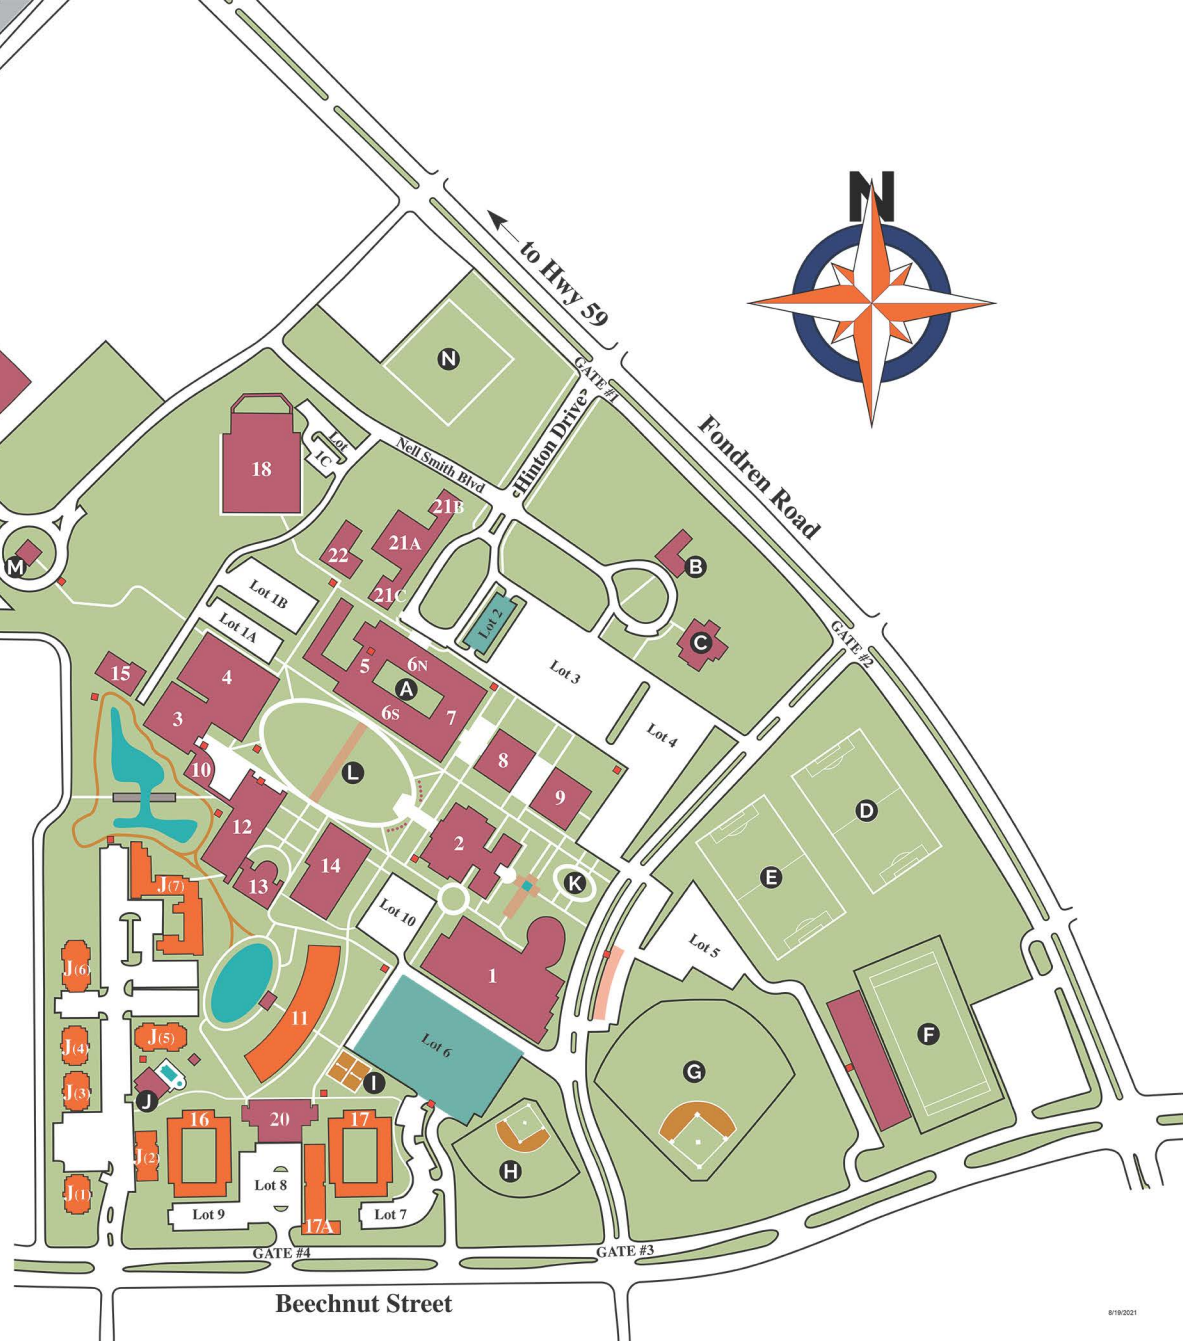 N
to Hwy 59
N
GATE #1
Hinton Drive
Fondren Road
Nell Smith Blvd
Lot
1C
18
21B
21A
22
21C
M
B
Lot 1B
Lot 1A
Lot 2
GATE #2
C
15
4
5
6N
A
6S
7
Lot 3
3
Lot 4
10
L
8
9
D
12
2
14
13
K
E
J(7)
Lot 10
Lot 5
J(6)
1
11
F
J(5)
J(4)
Lot 6
G
I
J(3)
J
16
20
17
J(2)
H
Lot 8
J(1)
Lot 9
Lot 7
17A
GATE #4
GATE #3
Beechnut Street
8/19/2021